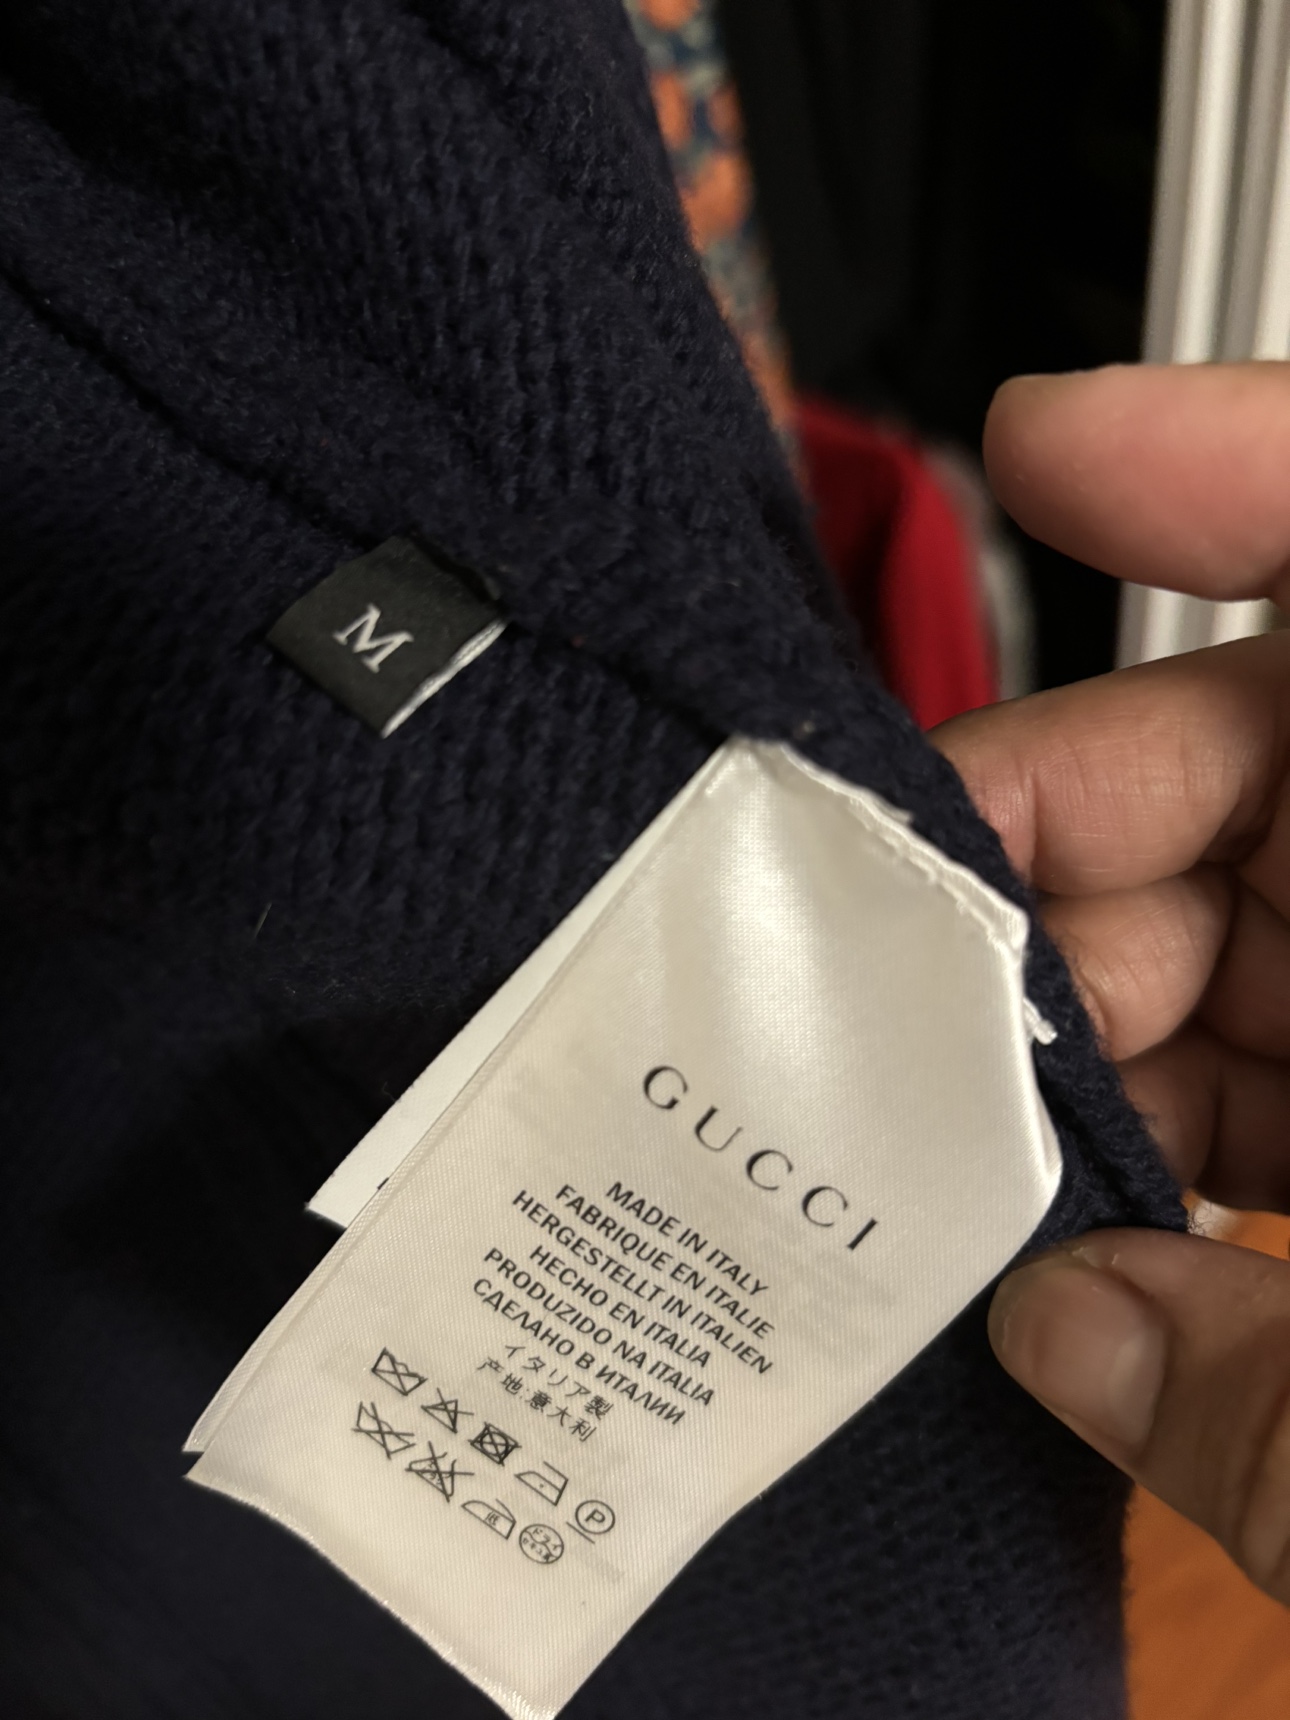 M
GUCCI
MADE IN ITALY
FABRIQUE EN ITALIE
HERGESTELLT IN ITALIEN
HECHO EN ITALIA
PRODUZIDO NA ITALIA
СДЕЛАНО В ИТАЛИИ
イタリア製
产地:意大利
P